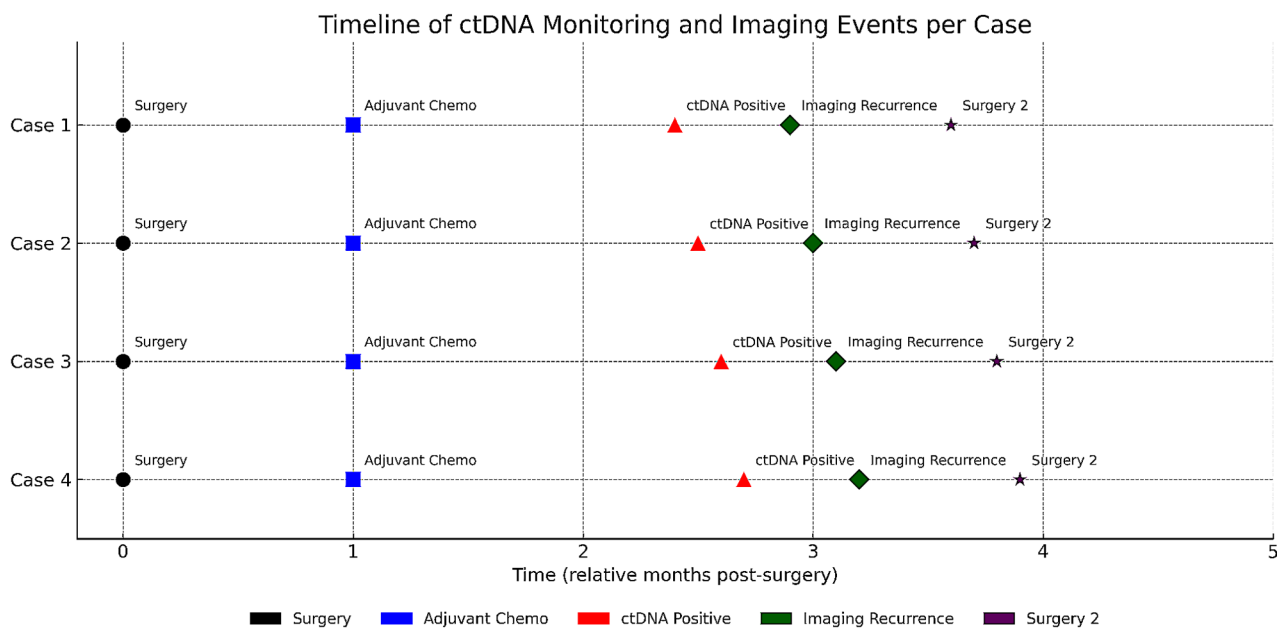 Timeline of ctDNA Monitoring and Imaging Events per Case
Surgery Adjuvant Chemo ctDNA Positive Imaging Recurrence Surgery 2
Case 1
Surgery Adjuvant Chemo ctDNA Positive Imaging Recurrence Surgery 2
Case 2
Surgery Adjuvant Chemo ctDNA Positive Imaging Recurrence Surgery 2
Case 3
Surgery Adjuvant Chemo ctDNA Positive Imaging Recurrence Surgery 2
Case 4
0 1 2 3 4 5
Time (relative months post-surgery)
Surgery Adjuvant Chemo ctDNA Positive Imaging Recurrence Surgery 2